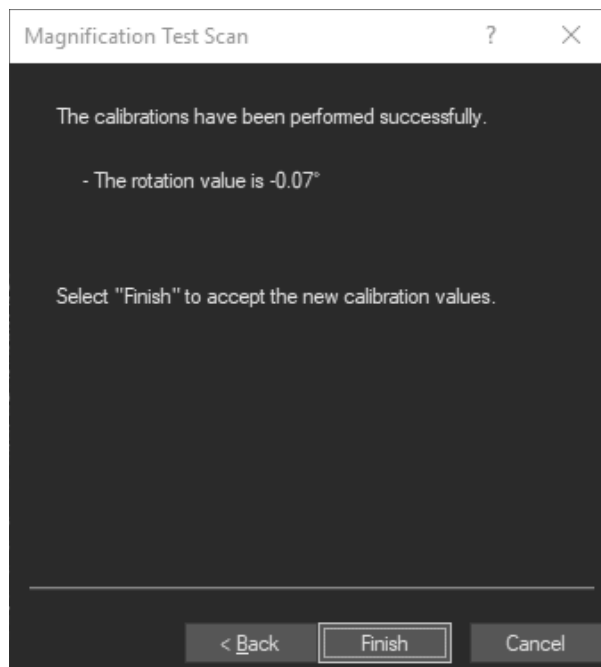 Magnification Test Scan ?
The calibrations have been performed successfully.
- The rotation value is -0.07°
Select "Finish" to accept the new calibration values.
< Back Finish Cancel